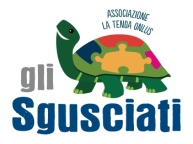 ASSOCIAZIONE
LA TENDA ONLUS
gli
Sgusciati